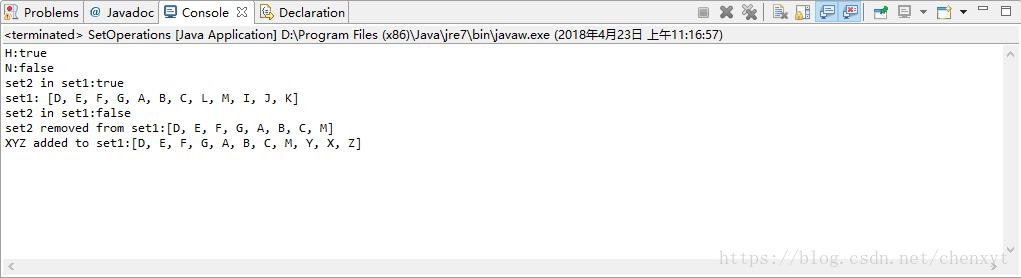 Problems @ Javadoc Console Declaration
<terminated> SetOperations [Java Application] D:\Program Files (x86)\Java\jre7\bin\javaw.exe (2018年4月23日 上午11:16:57)
H:true
N:false
set2 in set1:true
set1: [D, E, F, G, A, B, C, L, M, I, J, K]
set2 in set1:false
set2 removed from set1:[D, E, F, G, A, B, C, M]
XYZ added to set1:[D, E, F, G, A, B, C, M, Y, X, Z]
https://blog.csdn.net/chenxyt